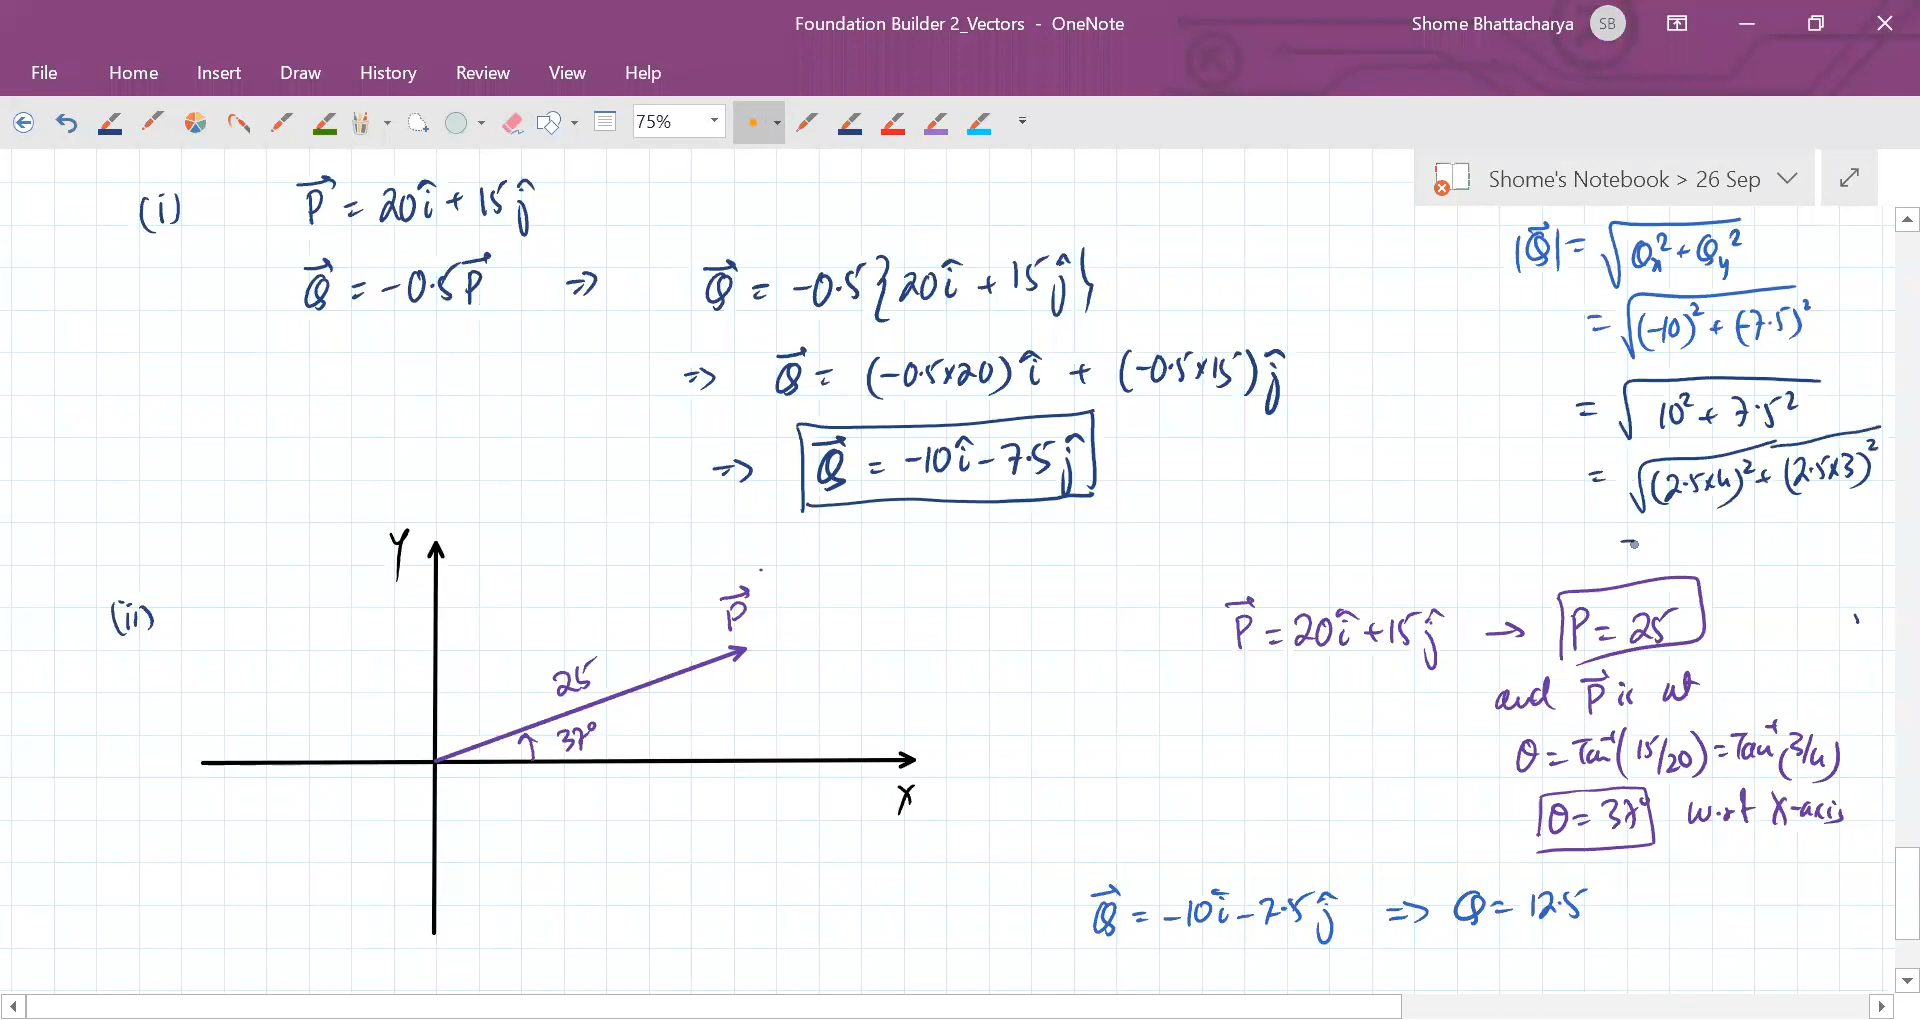 Foundation Builder 2_Vectors - OneNote
Shome Bhattacharya SB
File Home Insert Draw History Review View Help
75%
Shome's Notebook > 26 Sep
(i) P⃗ = 20î + 15ĵ
Q⃗ = -0.5P⃗ => Q⃗ = -0.5{20î + 15ĵ}
=> Q⃗ = (-0.5×20)î + (-0.5×15)ĵ
=> Q⃗ = -10î - 7.5ĵ
|Q⃗| = √(Qx² + Qy²)
= √((-10)² + (-7.5)²)
= √(10² + 7.5²)
= √((2.5×4)² + (2.5×3)²)
(ii)
Y
P⃗
25
37°
X
P⃗ = 20î + 15ĵ → P = 25
and P⃗ is at
θ = Tan⁻¹(15/20) = Tan⁻¹(3/4)
θ = 37° w.r.t X-axis
Q⃗ = -10î - 7.5ĵ => Q = 12.5